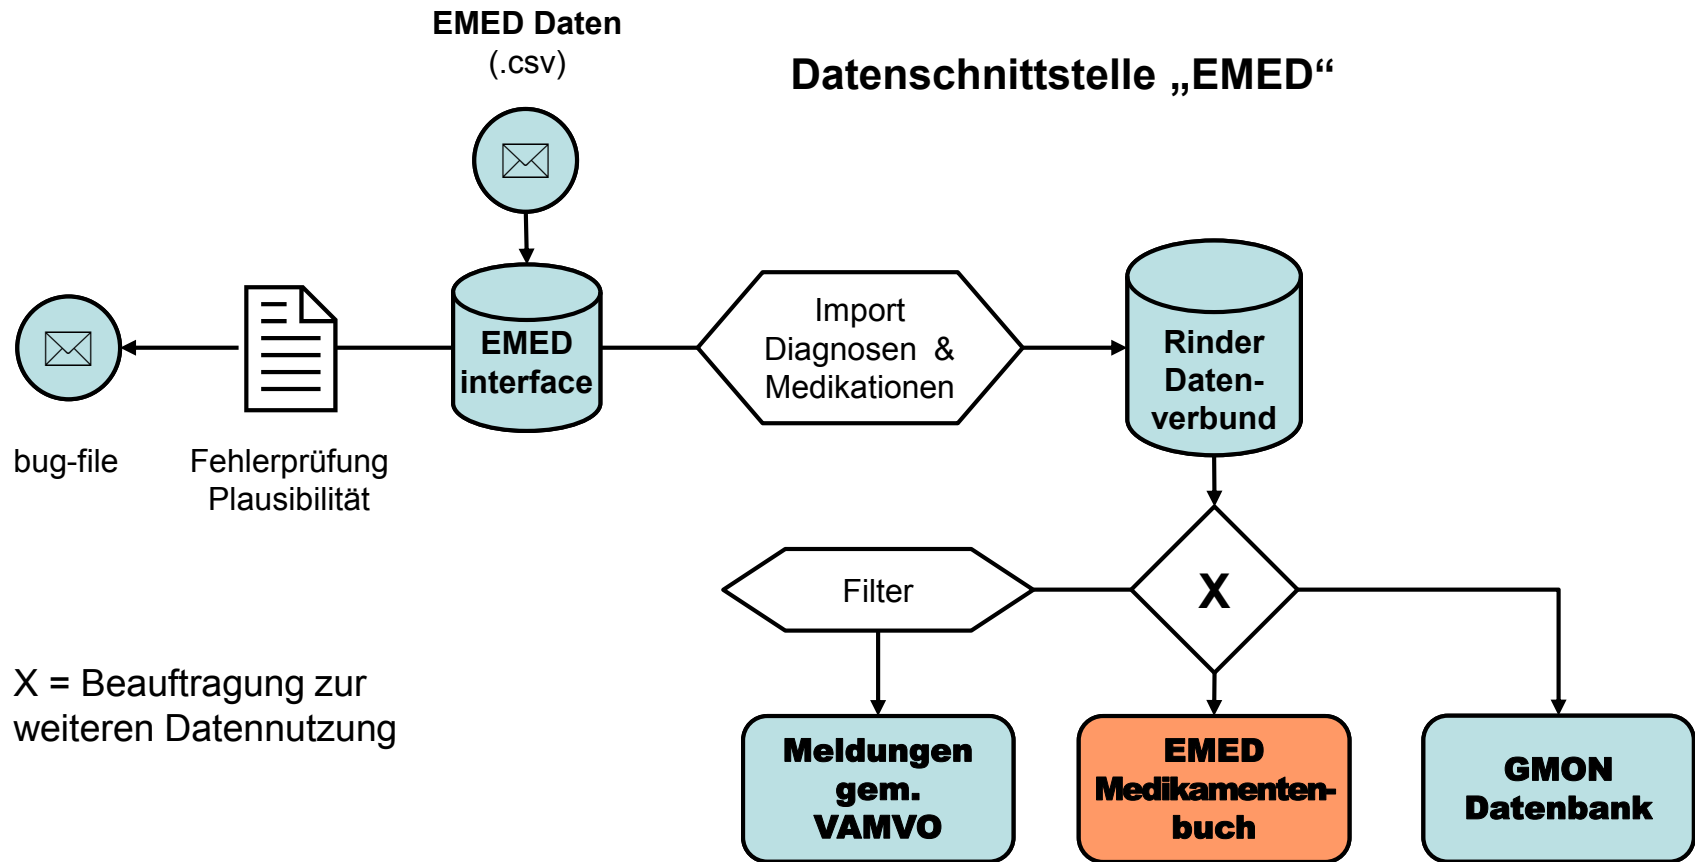 EMED Daten
(.csv)
Datenschnittstelle „EMED“
EMED
interface
Import
Diagnosen &
Medikationen
Rinder
Daten-
verbund
bug-file
Fehlerprüfung
Plausibilität
Filter
X
X = Beauftragung zur
weiteren Datennutzung
Meldungen
gem.
VAMVO
EMED
Medikamenten-
buch
GMON
Datenbank